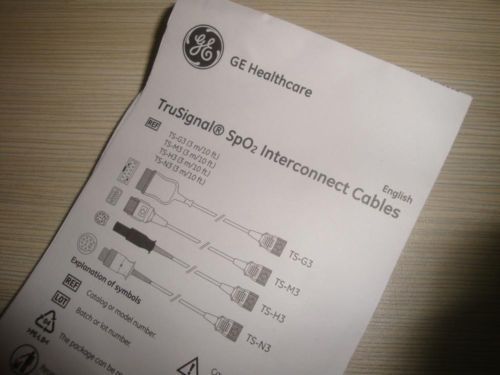 GE
GE Healthcare
TruSignal® SpO2 Interconnect Cables
English
REF
TS-G3 (3 m/10 ft.)
TS-M3 (3 m/10 ft.)
TS-H3 (3 m/10 ft.)
TS-N3 (3 m/10 ft.)
TS-G3
TS-M3
TS-H3
TS-N3
Explanation of symbols
REF
Catalog or model number.
LOT
Batch or lot number.
The package can be